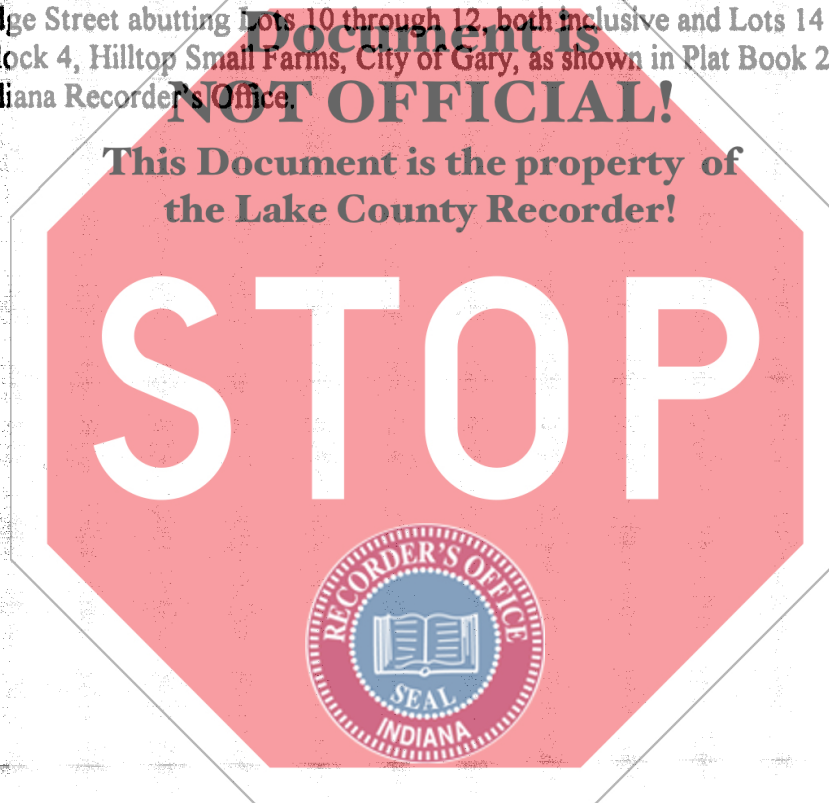 ge Street abutting Lots 10 through 12, both inclusive and Lots 14
ock 4, Hilltop Small Farms, City of Gary, as shown in Plat Book 2
iana Recorder's Office.
Document is
NOT OFFICIAL!
This Document is the property of
the Lake County Recorder!
STOP
RECORDER'S OFFICE
SEAL
INDIANA